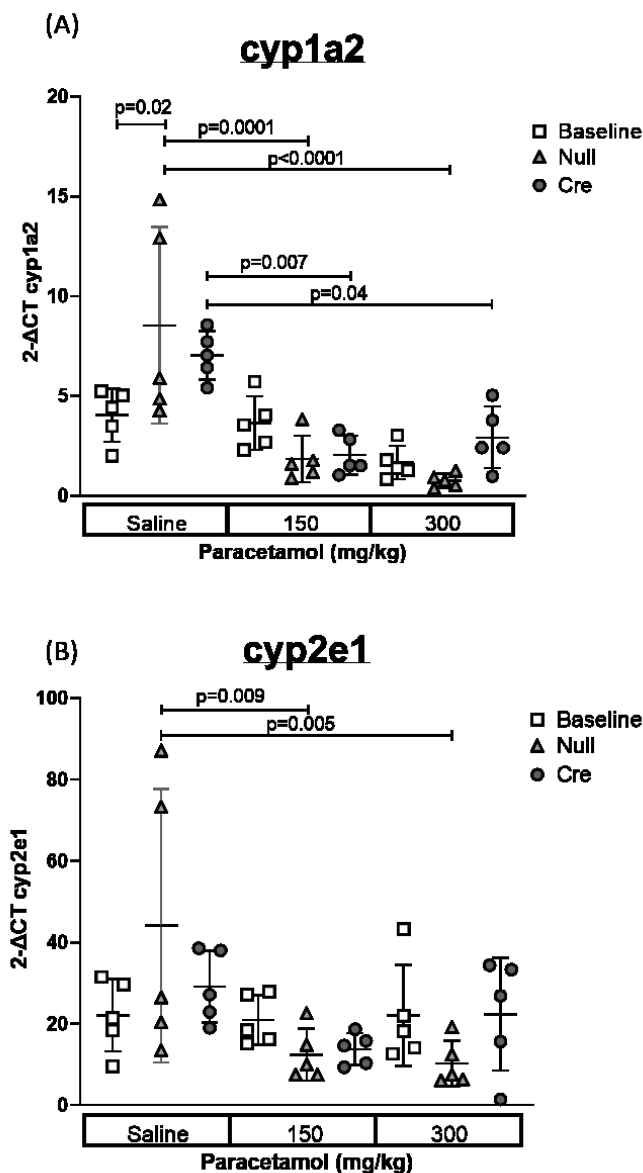 (A)
cyp1a2
20
15
10
5
0
2-ΔCT cyp1a2
p=0.02
p=0.0001
p<0.0001
p=0.007
p=0.04
Baseline
Null
Cre
Saline 150 300
Paracetamol (mg/kg)
(B)
cyp2e1
100
80
60
40
20
0
2-ΔCT cyp2e1
p=0.009
p=0.005
Baseline
Null
Cre
Saline 150 300
Paracetamol (mg/kg)